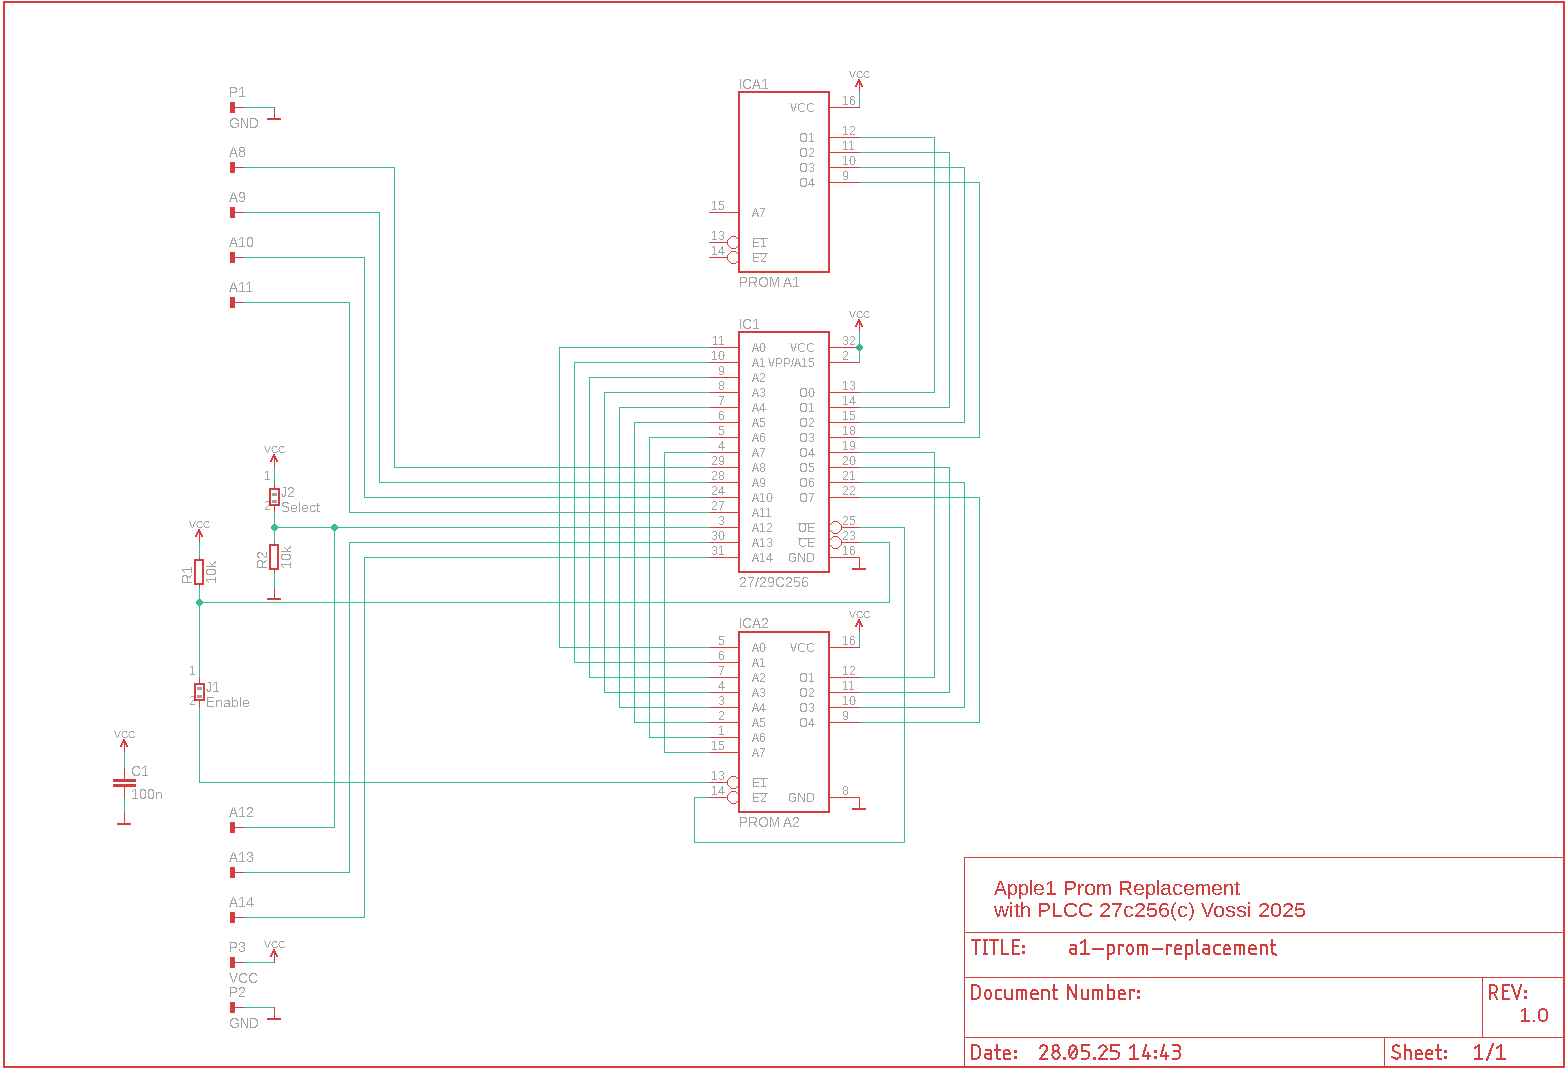 P1
GND
A8
A9
A10
A11
VCC
1
J2
2
Select
R2
10k
VCC
R1
10k
1
J1
2
Enable
VCC
C1
100n
A12
A13
A14
P3
VCC
VCC
P2
GND
ICA1
VCC
VCC 16
O1 12
O2 11
O3 10
O4 9
15 A7
13 E1
14 E2
PROM A1
IC1
VCC
11 A0 VCC 32
10 A1 VPP/A15 2
9 A2
8 A3 O0 13
7 A4 O1 14
6 A5 O2 15
5 A6 O3 18
4 A7 O4 19
29 A8 O5 20
28 A9 O6 21
24 A10 O7 22
27 A11
3 A12 OE 25
30 A13 CE 23
31 A14 GND 16
27/29C256
ICA2
VCC
5 A0 VCC 16
6 A1
7 A2 O1 12
4 A3 O2 11
3 A4 O3 10
2 A5 O4 9
1 A6
15 A7
13 E1
14 E2 GND 8
PROM A2
Apple1 Prom Replacement
with PLCC 27c256(c) Vossi 2025
TITLE: a1-prom-replacement
Document Number:
REV:
1.0
Date: 28.05.25 14:43
Sheet: 1/1